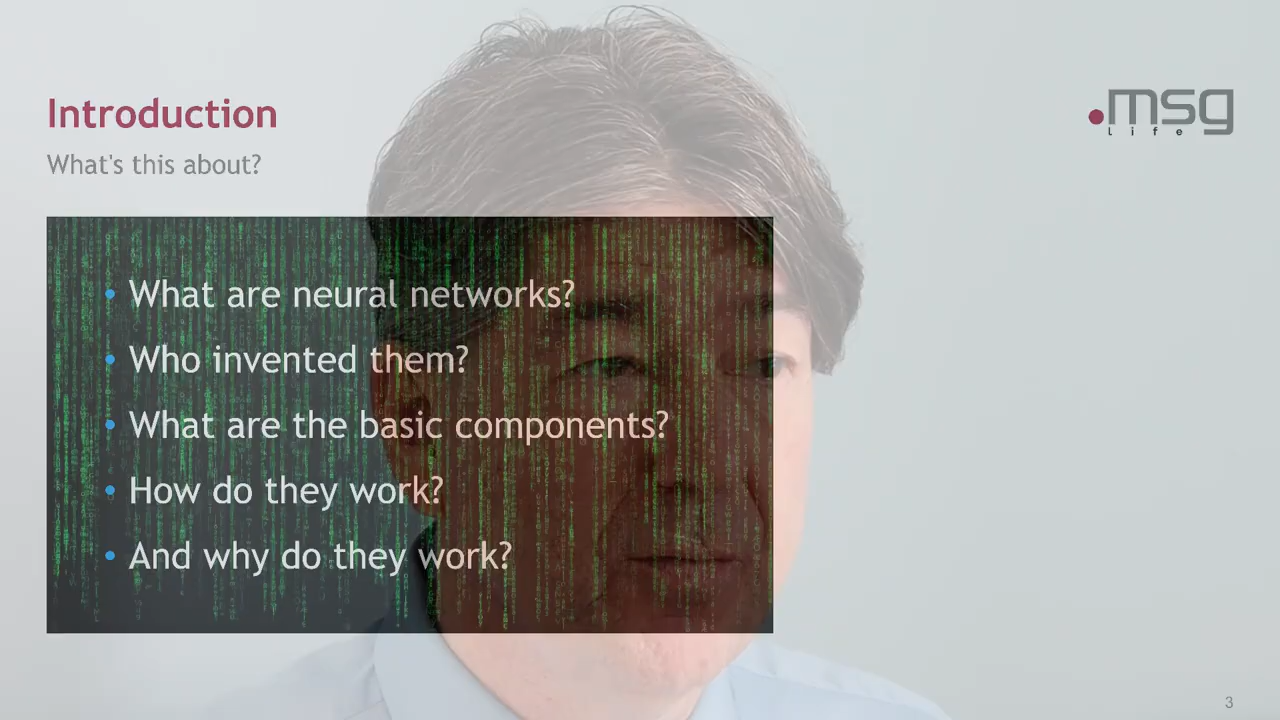 Introduction
.msg
life
What's this about?
• What are neural networks?
• Who invented them?
• What are the basic components?
• How do they work?
• And why do they work?
3